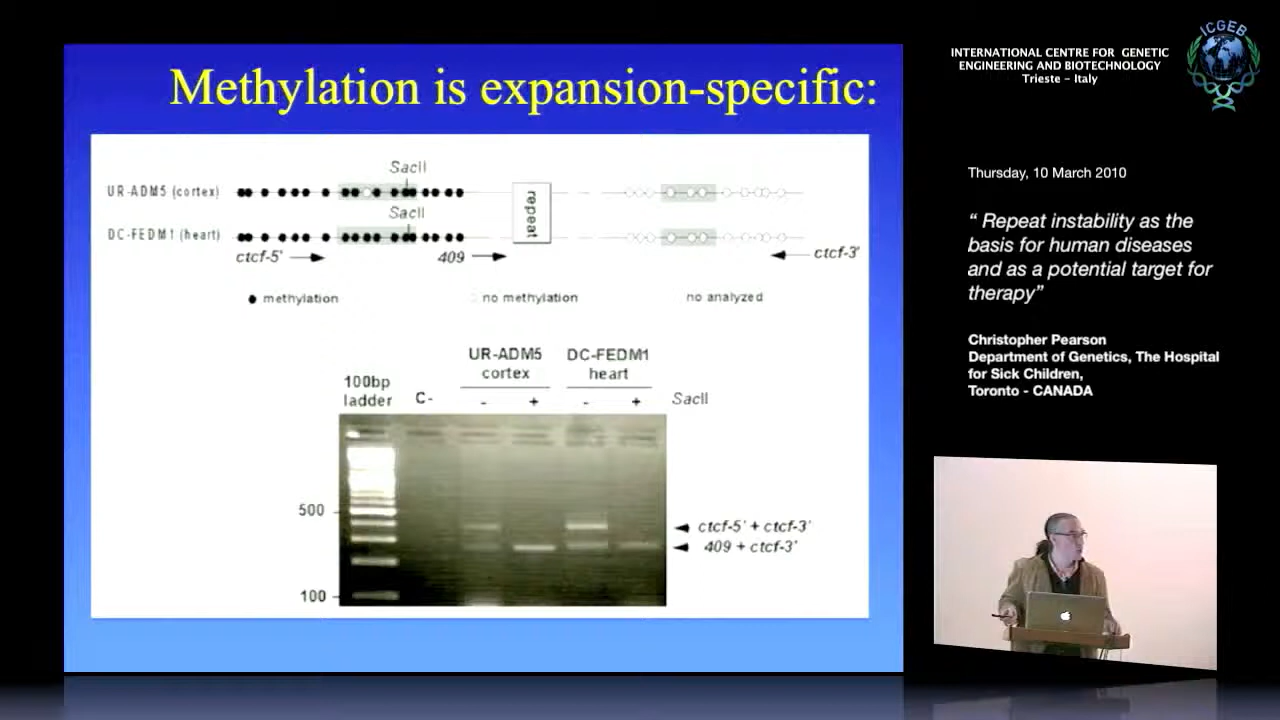 Methylation is expansion-specific:
SacII
UR-ADM5 (cortex)
SacII
DC-FEDM1 (heart)
repeat
ctcf-5'
409
ctcf-3'
methylation
no methylation
no analyzed
UR-ADM5
cortex
DC-FEDM1
heart
100bp
ladder
C-
-
+
-
+
SacII
500
ctcf-5' + ctcf-3'
409 + ctcf-3'
100
ICGEB
INTERNATIONAL CENTRE FOR GENETIC
ENGINEERING AND BIOTECHNOLOGY
Trieste - Italy
Thursday, 10 March 2010
“ Repeat instability as the
basis for human diseases
and as a potential target for
therapy”
Christopher Pearson
Department of Genetics, The Hospital
for Sick Children,
Toronto - CANADA